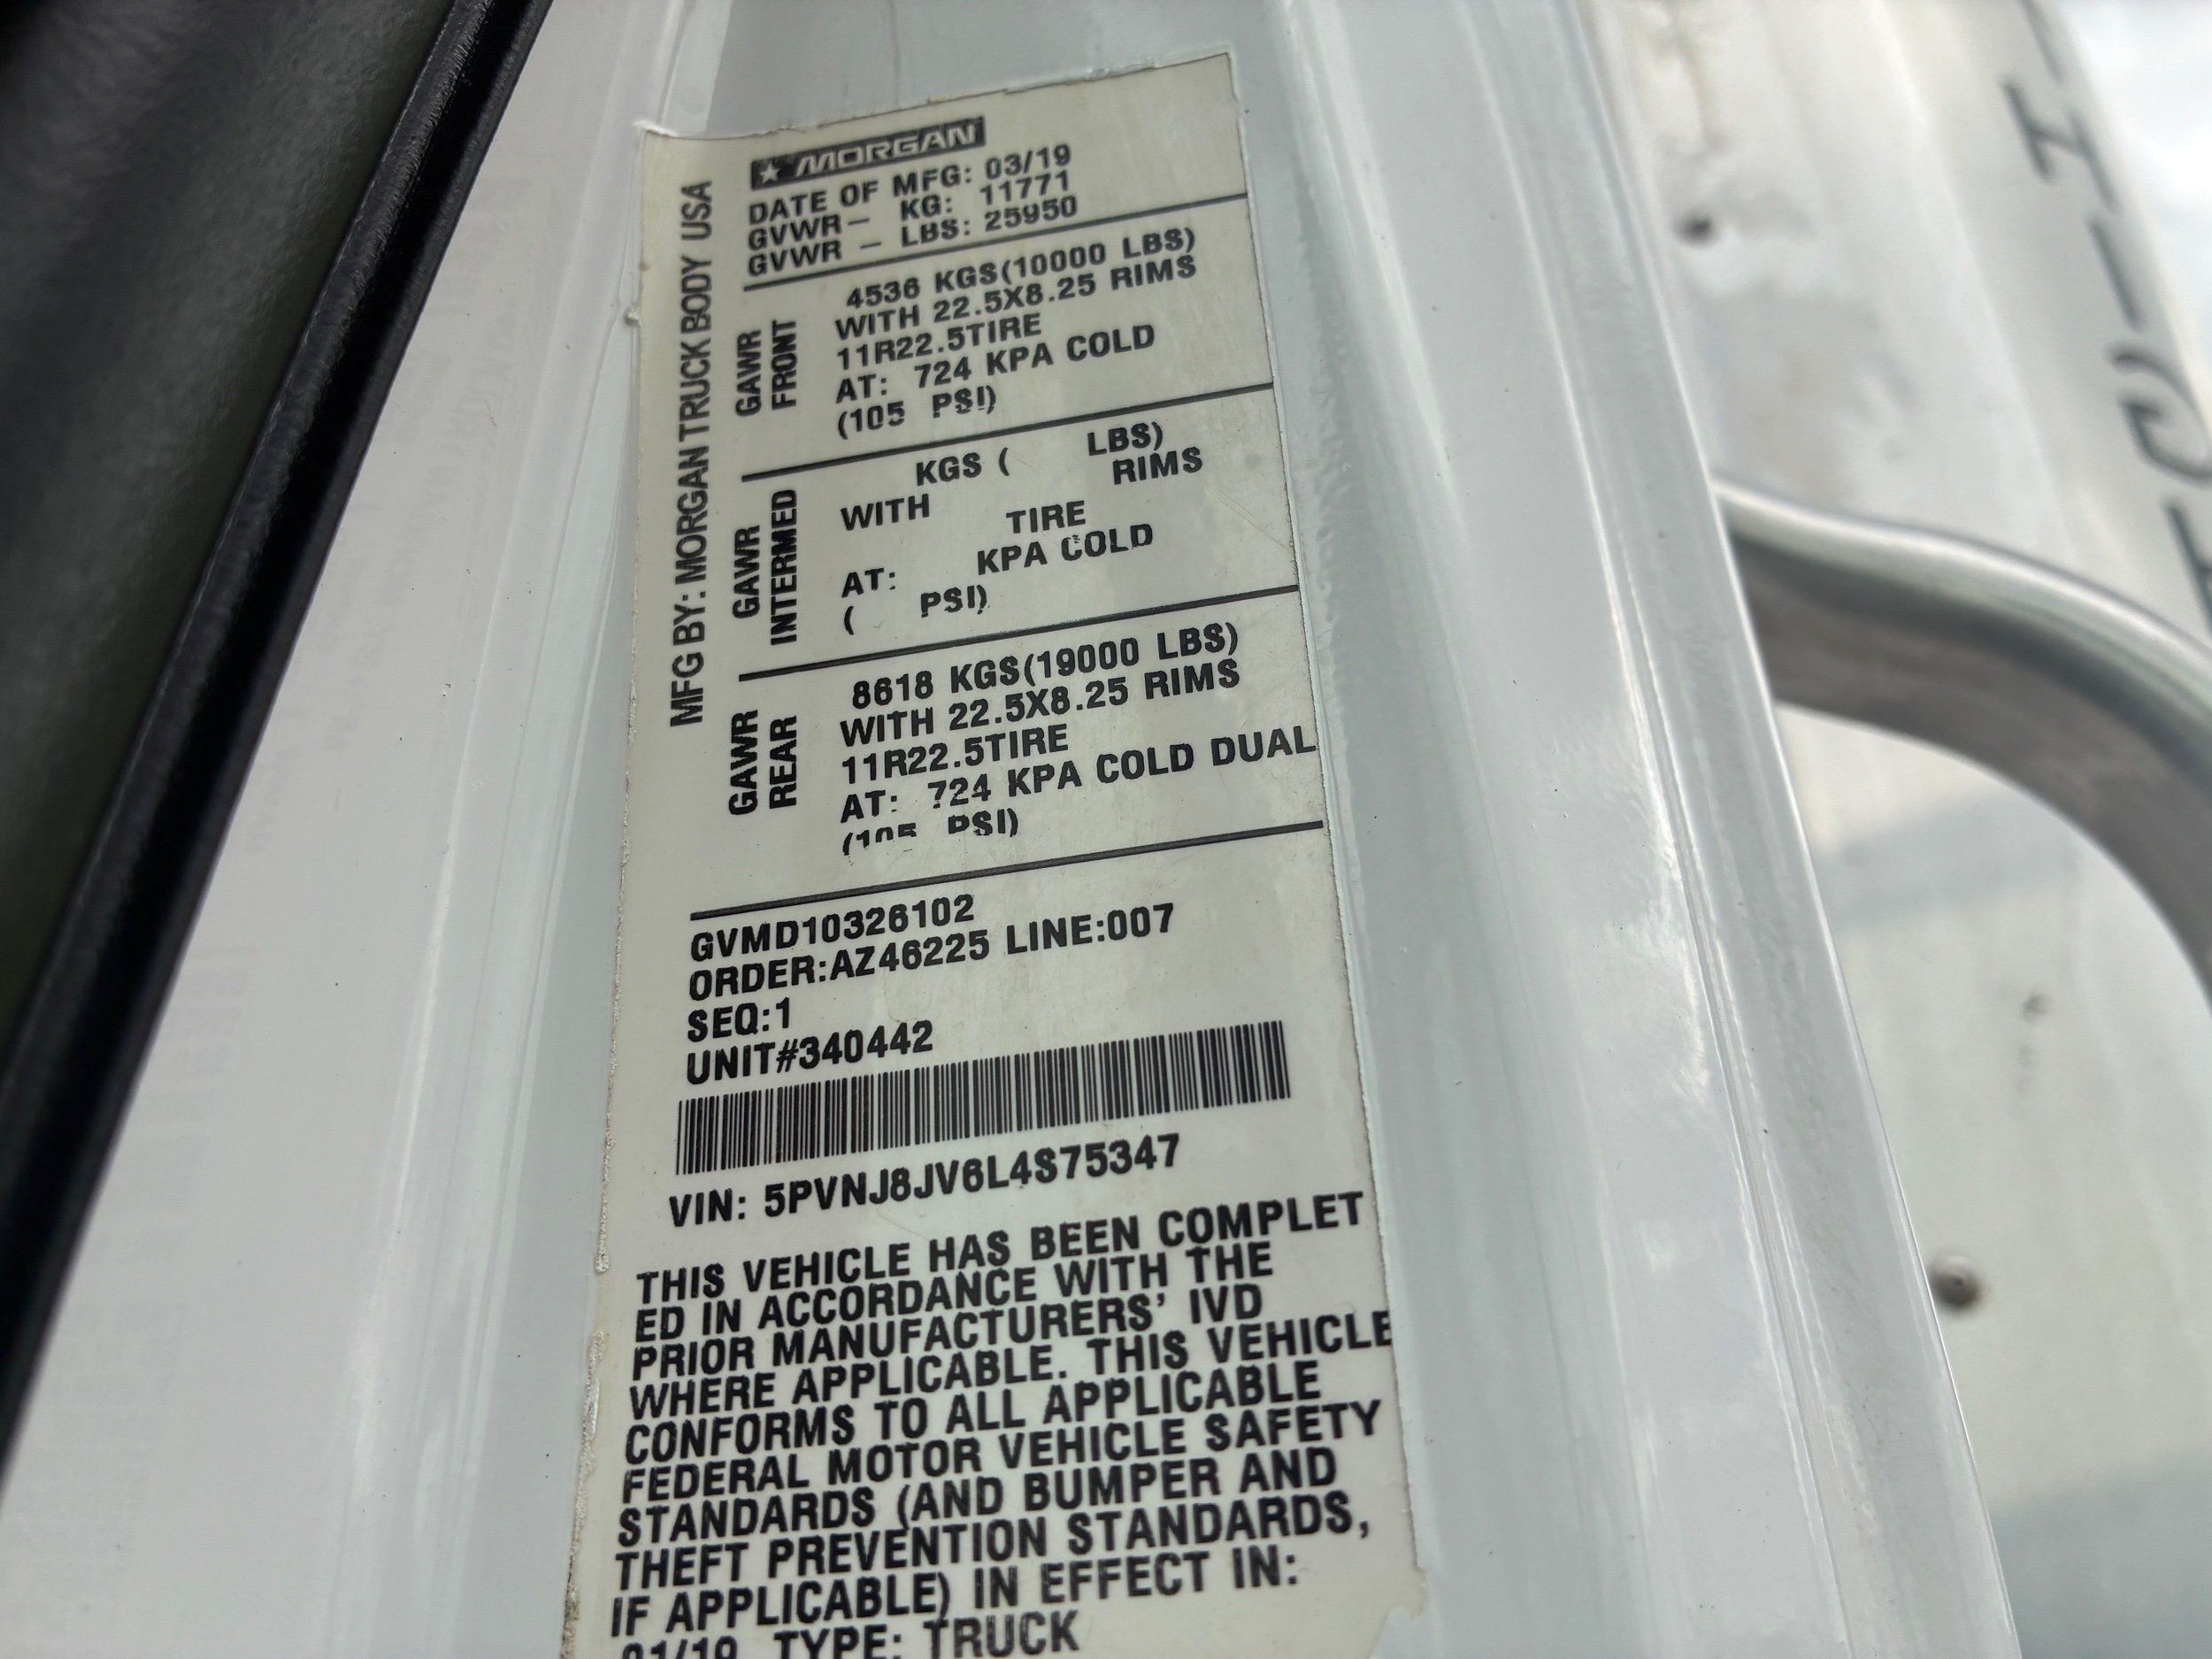 MORGAN
DATE OF MFG: 03/19
GVWR— KG: 11771
GVWR — LBS: 25950
MFG BY: MORGAN TRUCK BODY USA
GAWR
FRONT
4536 KGS(10000 LBS)
WITH 22.5X8.25 RIMS
11R22.5TIRE
AT: 724 KPA COLD
(105 PSI)
GAWR
INTERMED
KGS ( LBS)
WITH RIMS
TIRE
AT: KPA COLD
( PSI)
GAWR
REAR
8618 KGS(19000 LBS)
WITH 22.5X8.25 RIMS
11R22.5TIRE
AT: 724 KPA COLD DUAL
(105 PSI)
GVMD10326102
ORDER:AZ46225 LINE:007
SEQ:1
UNIT#340442
VIN: 5PVNJ8JV6L4S75347
THIS VEHICLE HAS BEEN COMPLET
ED IN ACCORDANCE WITH THE
PRIOR MANUFACTURERS' IVD
WHERE APPLICABLE. THIS VEHICLE
CONFORMS TO ALL APPLICABLE
FEDERAL MOTOR VEHICLE SAFETY
STANDARDS (AND BUMPER AND
THEFT PREVENTION STANDARDS,
IF APPLICABLE) IN EFFECT IN:
01/19 TYPE: TRUCK